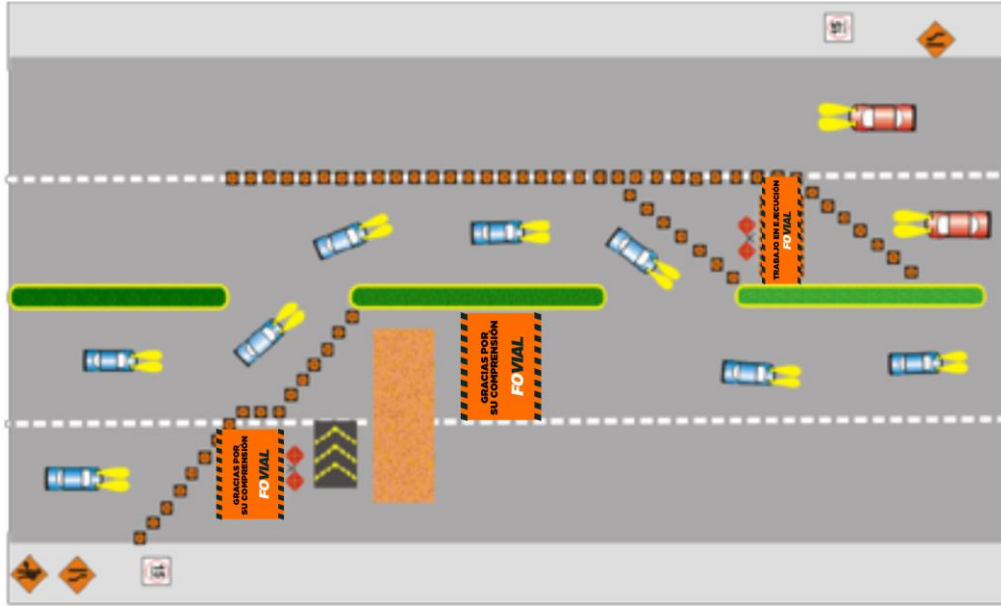 TRABAJO EN EJECUCIÓN
FOVIAL
GRACIAS POR
SU COMPRENSIÓN
FOVIAL
GRACIAS POR
SU COMPRENSIÓN
FOVIAL